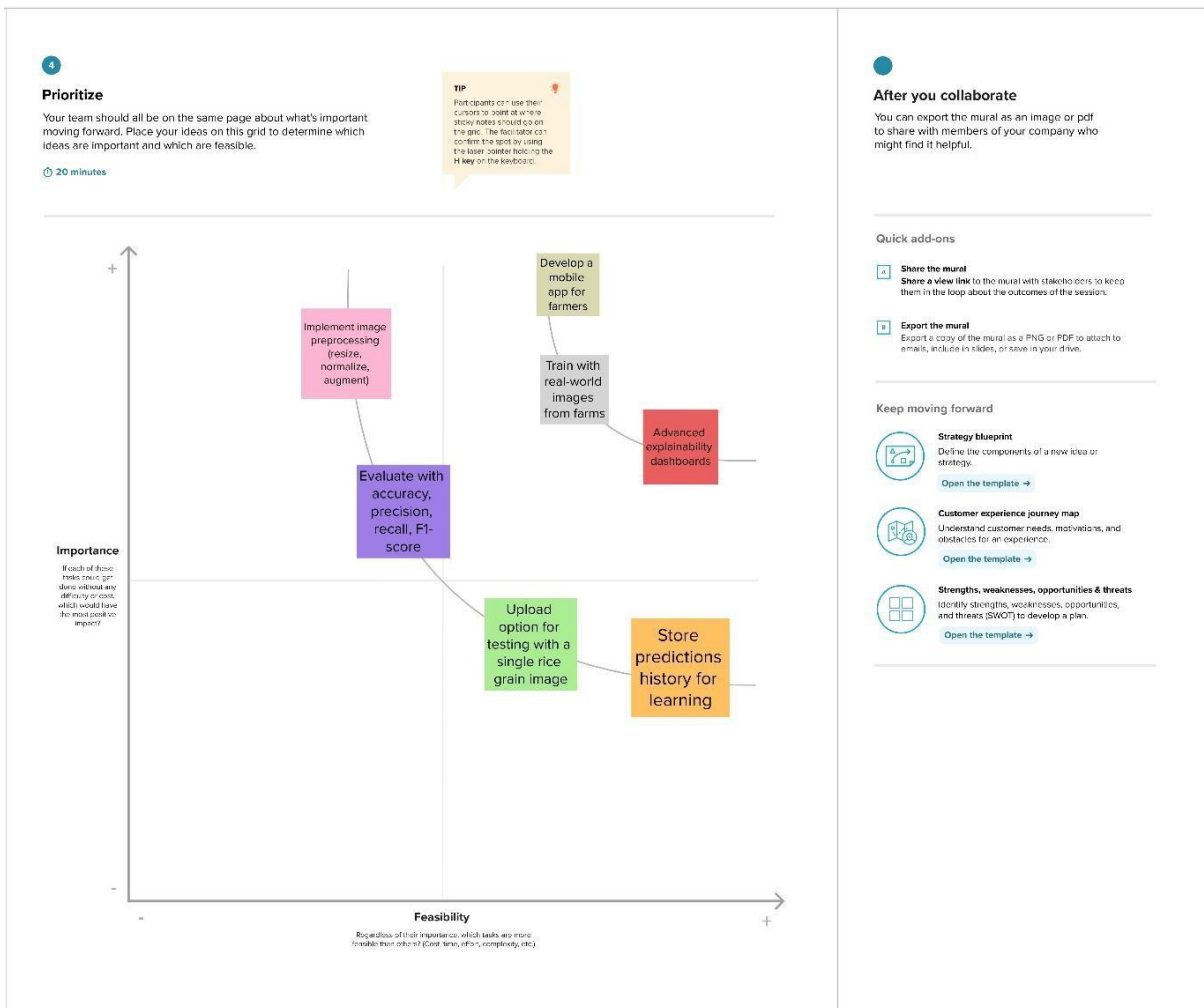 4
Prioritize
Your team should all be on the same page about what's important
moving forward. Place your ideas on this grid to determine which
ideas are important and which are feasible.
20 minutes
TIP
Participants can use their
cursors to point at where
sticky notes should go on
the grid. The facilitator can
confirm the spot by using
the laser pointer holding the
H key on the keyboard.
+
Develop a
mobile
app for
farmers
Implement image
preprocessing
(resize,
normalize,
augment)
Train with
real-world
images
from farms
Advanced
explainability
dashboards
Evaluate with
accuracy,
precision,
recall, F1-
score
Importance
If each of these
tasks could get
done without any
difficulty or cost,
which would have
the most positive
impact?
Upload
option for
testing with a
single rice
grain image
Store
predictions
history for
learning
-
-
Feasibility
+
Regardless of their importance, which tasks are more
feasible than others? (Cost, time, effort, complexity, etc.)
After you collaborate
You can export the mural as an image or pdf
to share with members of your company who
might find it helpful.
Quick add-ons
A
Share the mural
Share a view link to the mural with stakeholders to keep
them in the loop about the outcomes of the session.
B
Export the mural
Export a copy of the mural as a PNG or PDF to attach to
emails, include in slides, or save in your drive.
Keep moving forward
Strategy blueprint
Define the components of a new idea or
strategy.
Open the template →
Customer experience journey map
Understand customer needs, motivations, and
obstacles for an experience.
Open the template →
Strengths, weaknesses, opportunities & threats
Identify strengths, weaknesses, opportunities,
and threats (SWOT) to develop a plan.
Open the template →